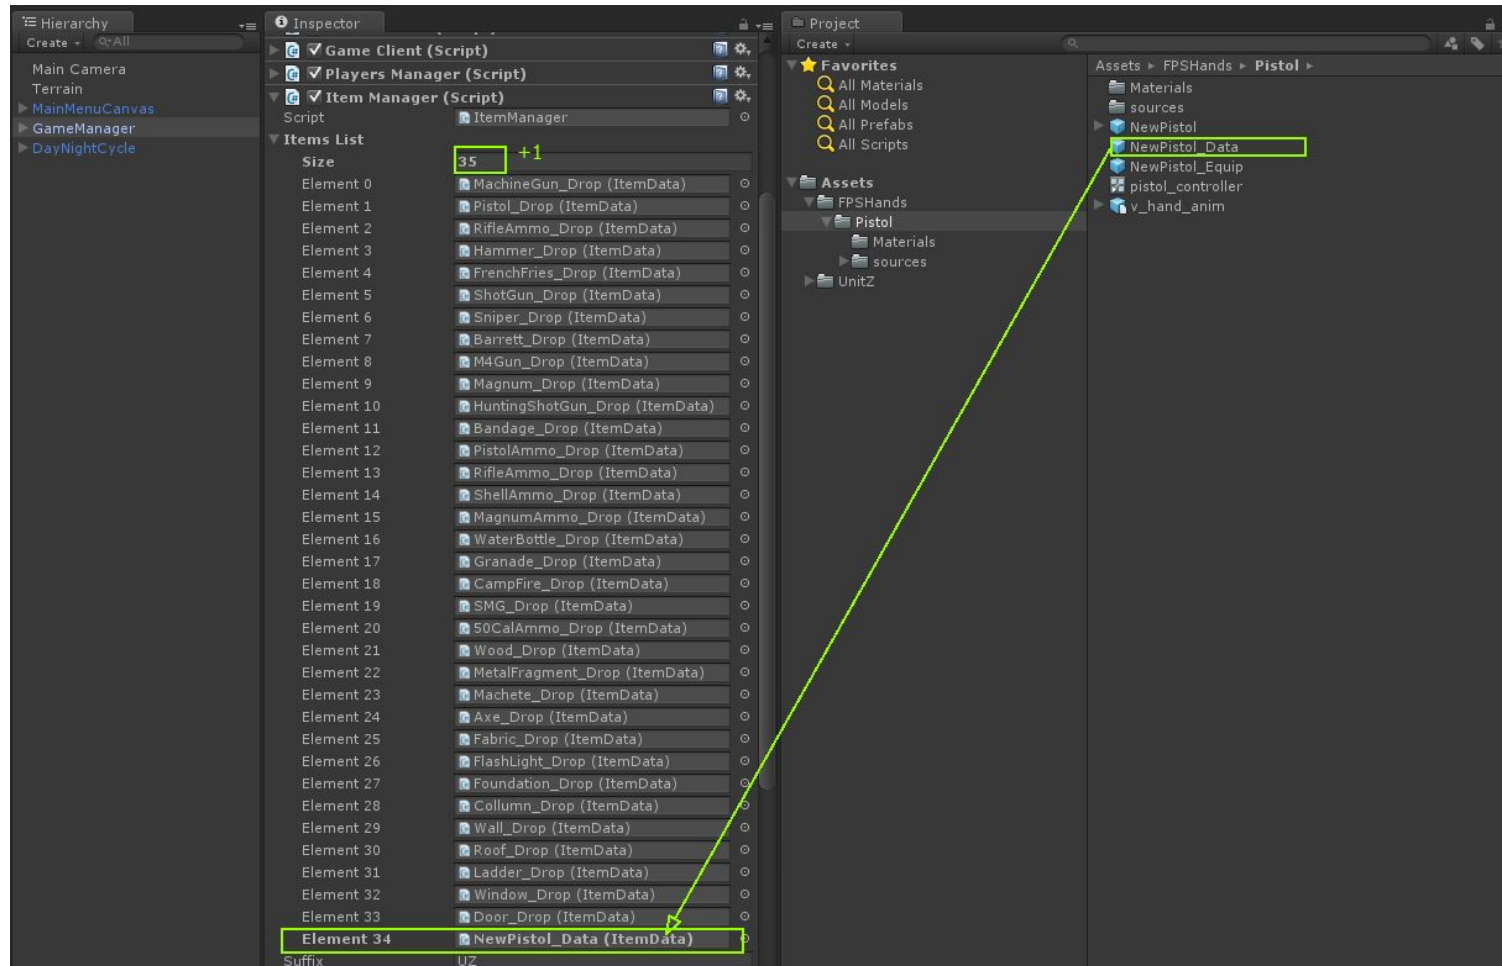 Hierarchy
Create
All
Main Camera
Terrain
MainMenuCanvas
GameManager
DayNightCycle
Inspector
Game Client (Script)
Players Manager (Script)
Item Manager (Script)
Script ItemManager
Items List
Size 35 +1
Element 0 MachineGun_Drop (ItemData)
Element 1 Pistol_Drop (ItemData)
Element 2 RifleAmmo_Drop (ItemData)
Element 3 Hammer_Drop (ItemData)
Element 4 FrenchFries_Drop (ItemData)
Element 5 ShotGun_Drop (ItemData)
Element 6 Sniper_Drop (ItemData)
Element 7 Barrett_Drop (ItemData)
Element 8 M4Gun_Drop (ItemData)
Element 9 Magnum_Drop (ItemData)
Element 10 HuntingShotGun_Drop (ItemData)
Element 11 Bandage_Drop (ItemData)
Element 12 PistolAmmo_Drop (ItemData)
Element 13 RifleAmmo_Drop (ItemData)
Element 14 ShellAmmo_Drop (ItemData)
Element 15 MagnumAmmo_Drop (ItemData)
Element 16 WaterBottle_Drop (ItemData)
Element 17 Granade_Drop (ItemData)
Element 18 CampFire_Drop (ItemData)
Element 19 SMG_Drop (ItemData)
Element 20 50CalAmmo_Drop (ItemData)
Element 21 Wood_Drop (ItemData)
Element 22 MetalFragment_Drop (ItemData)
Element 23 Machete_Drop (ItemData)
Element 24 Axe_Drop (ItemData)
Element 25 Fabric_Drop (ItemData)
Element 26 FlashLight_Drop (ItemData)
Element 27 Foundation_Drop (ItemData)
Element 28 Collumn_Drop (ItemData)
Element 29 Wall_Drop (ItemData)
Element 30 Roof_Drop (ItemData)
Element 31 Ladder_Drop (ItemData)
Element 32 Window_Drop (ItemData)
Element 33 Door_Drop (ItemData)
Element 34 NewPistol_Data (ItemData)
Suffix UZ
Project
Create
Favorites
All Materials
All Models
All Prefabs
All Scripts
Assets
FPSHands
Pistol
Materials
sources
UnitZ
Assets FPSHands Pistol
Materials
sources
NewPistol
NewPistol_Data
NewPistol_Equip
pistol_controller
v_hand_anim